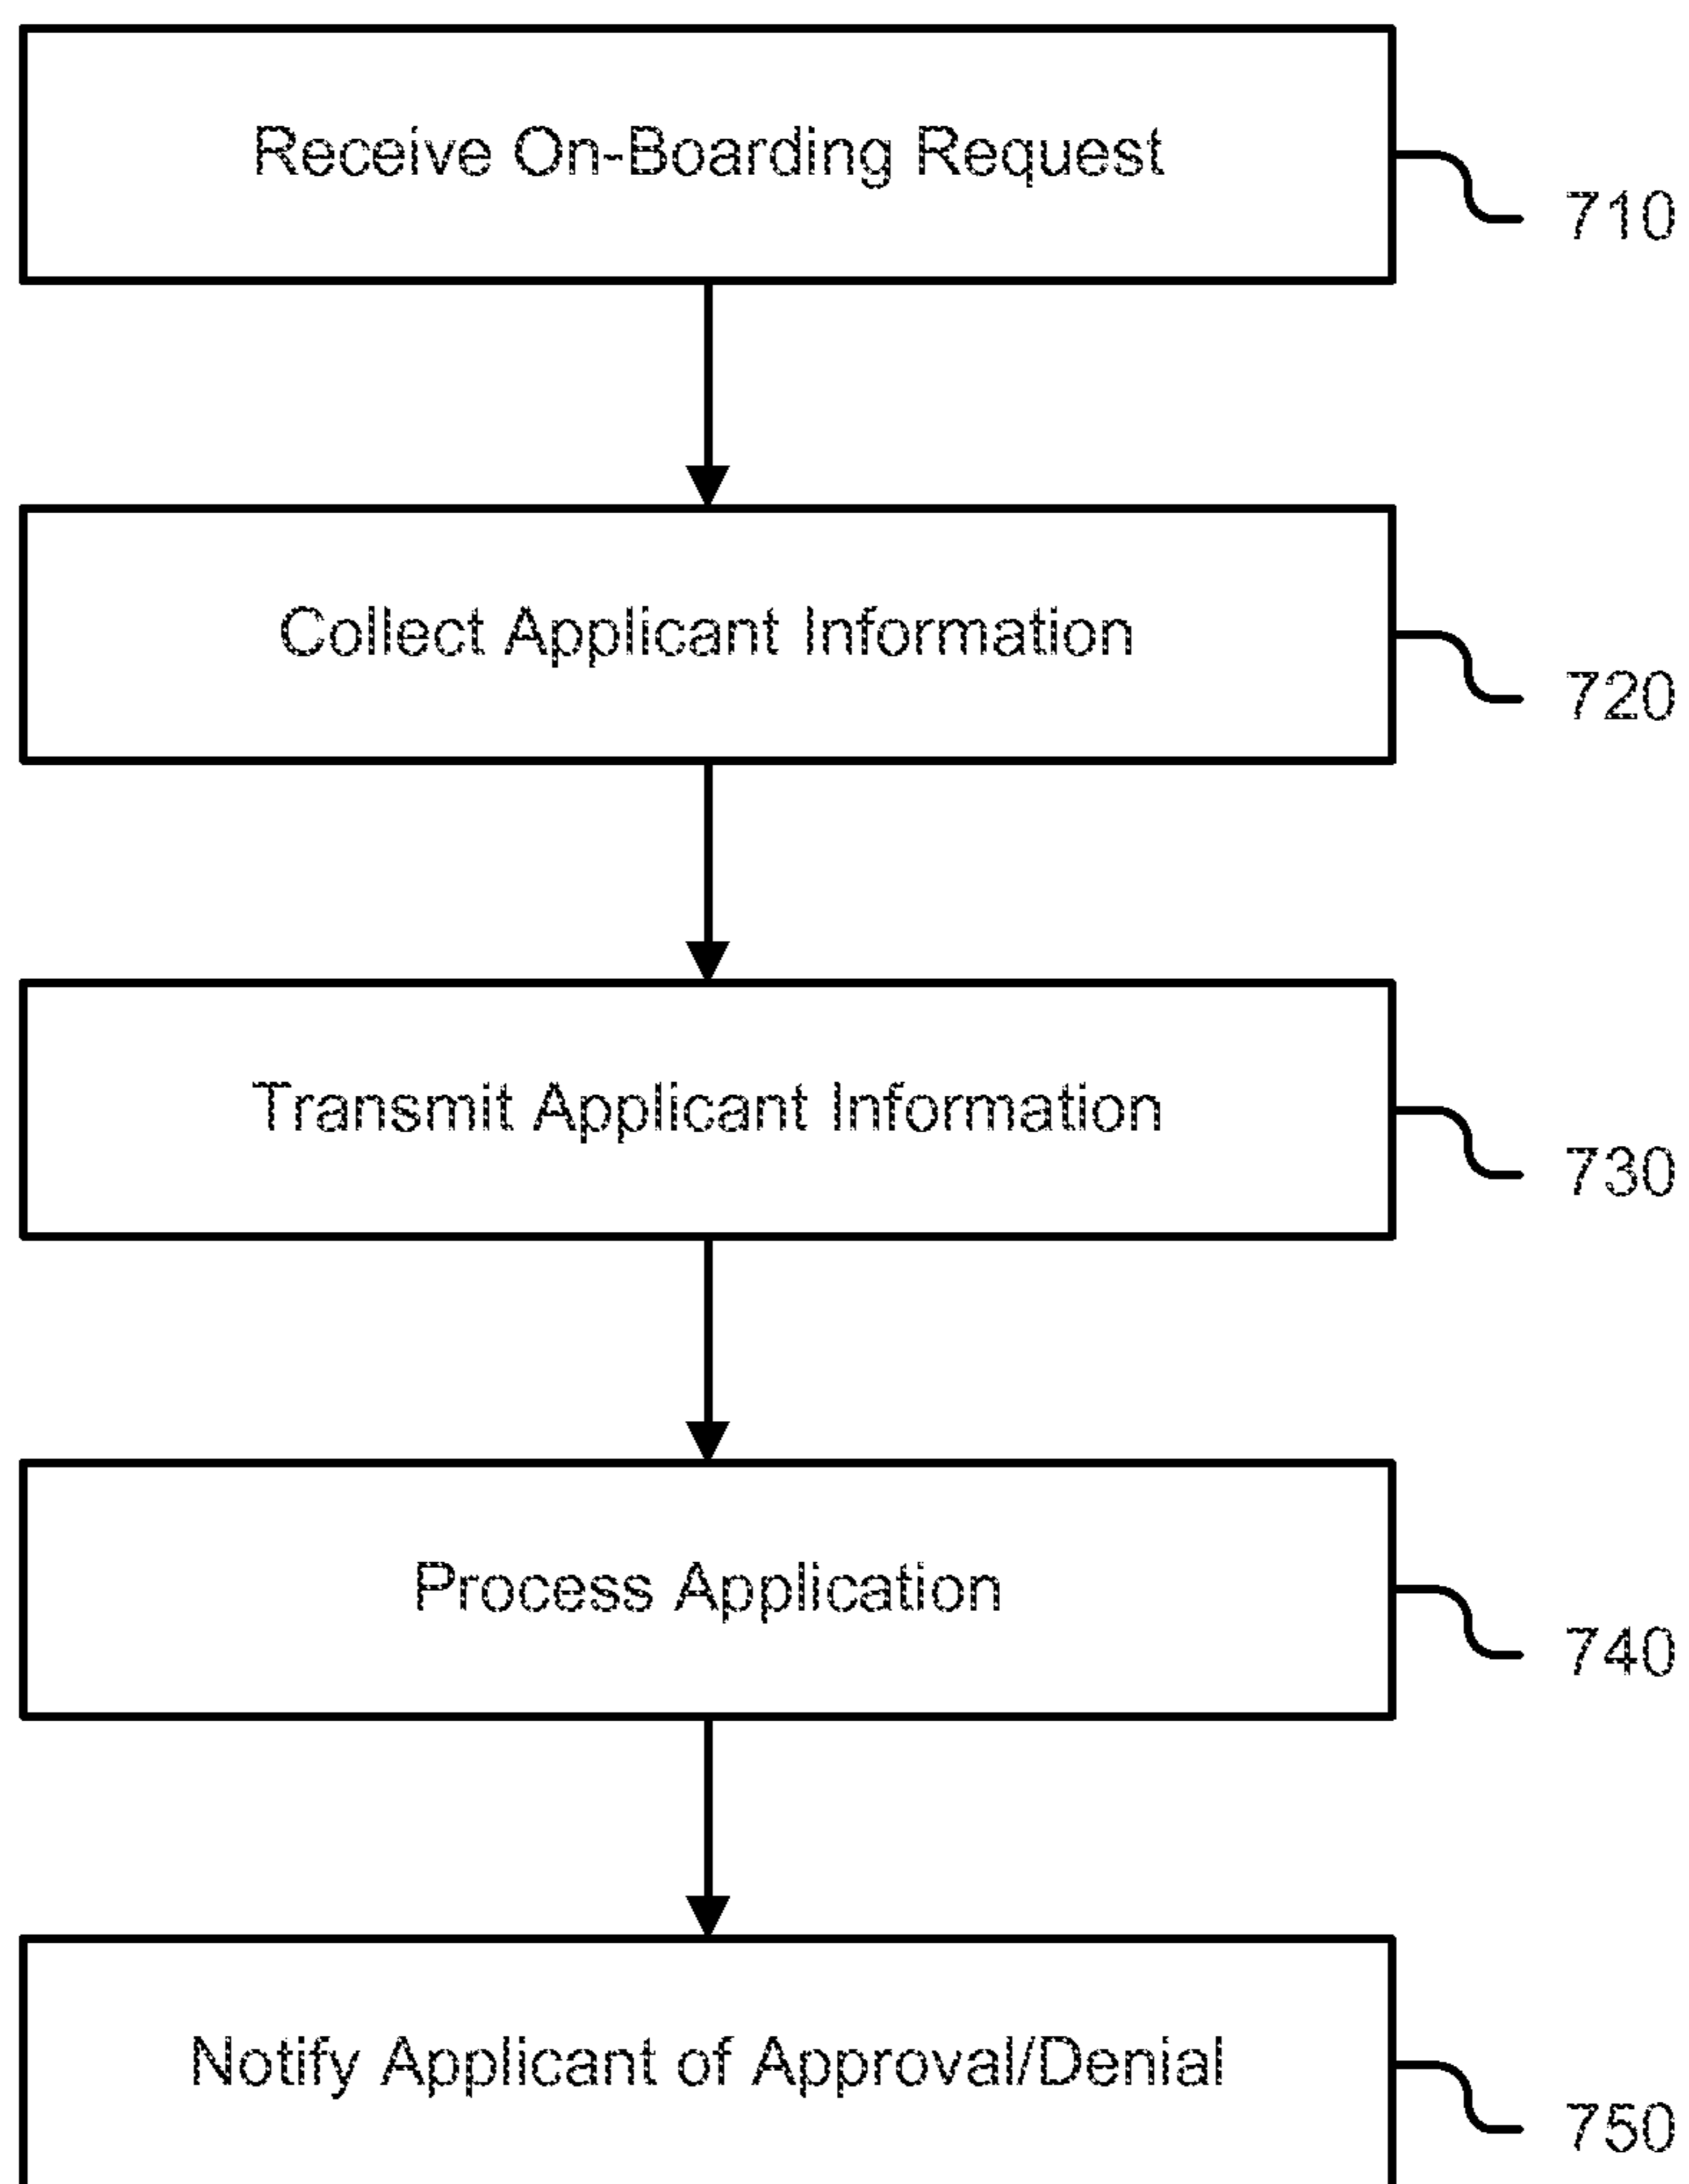 Receive On-Boarding Request
710
Collect Applicant Information
720
Transmit Applicant Information
730
Process Application
740
Notify Applicant of Approval/Denial
750